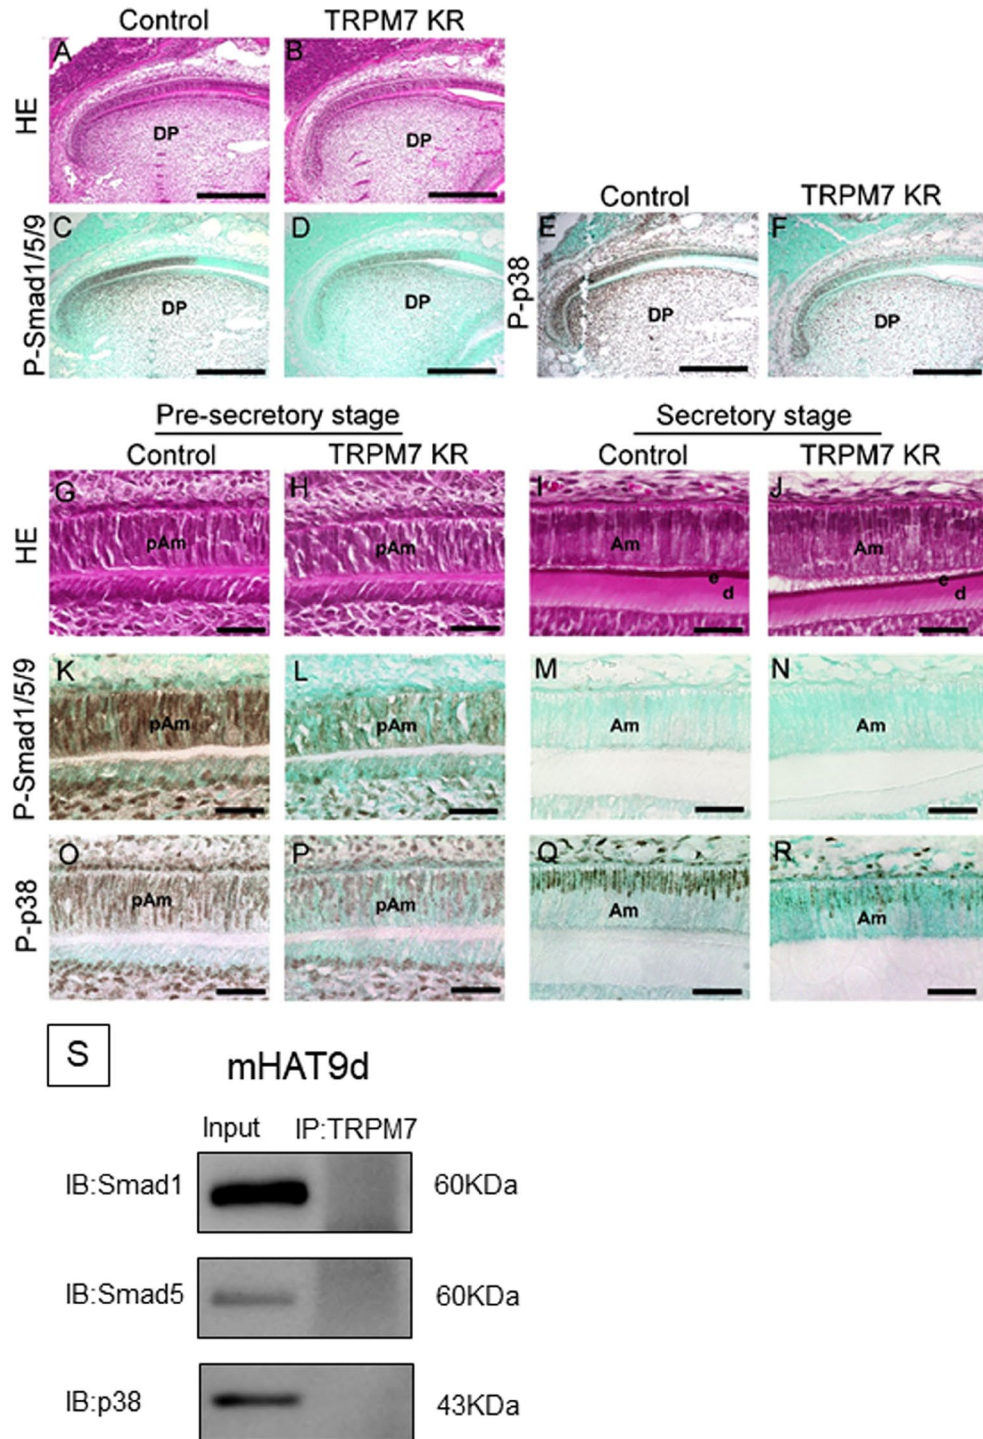 Control TRPM7 KR
HE
A B
DP DP
Control TRPM7 KR
P-Smad1/5/9
C D
DP DP
P-p38
E F
DP DP
Pre-secretory stage Secretory stage
Control TRPM7 KR Control TRPM7 KR
HE
G H I J
pAm pAm Am Am
e e
d d
P-Smad1/5/9
K L M N
pAm pAm Am Am
P-p38
O P Q R
pAm pAm Am Am
S
mHAT9d
Input IP:TRPM7
IB:Smad1 60KDa
IB:Smad5 60KDa
IB:p38 43KDa